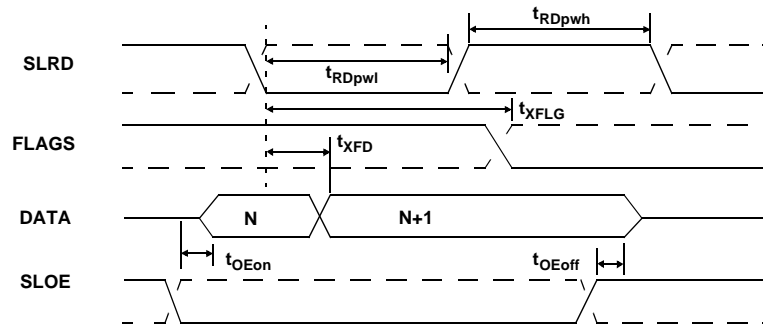 tRDpwh
SLRD
tRDpwl
tXFLG
FLAGS
tXFD
DATA
N
N+1
tOEon
tOEoff
SLOE